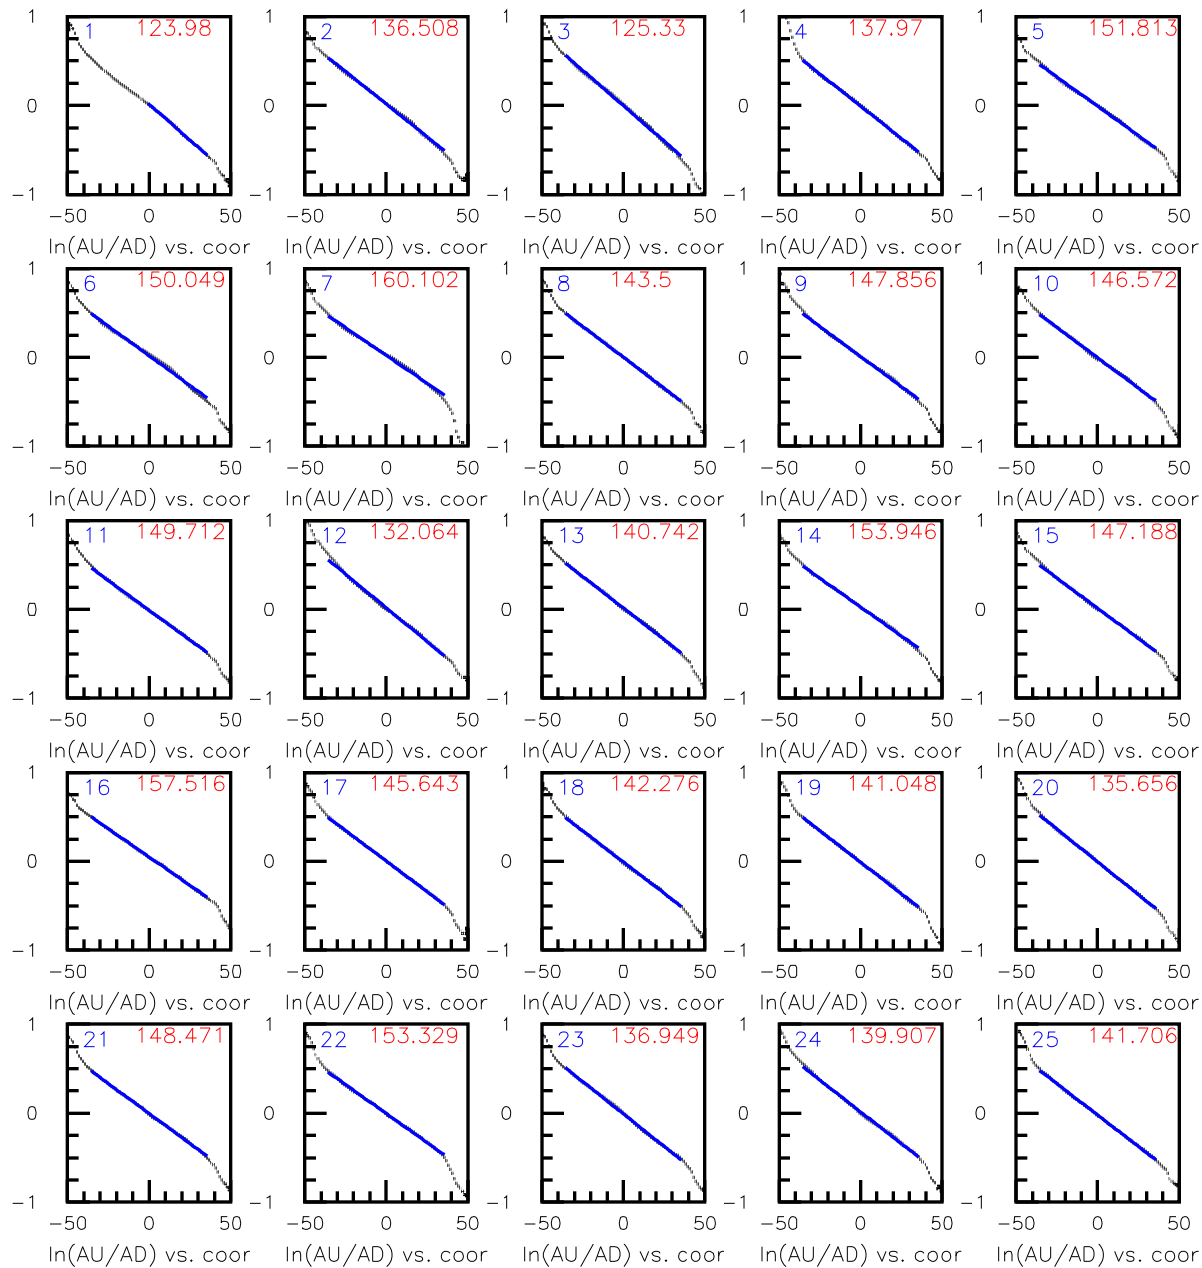 1 1 123.98 2 136.508 3 125.33 4 137.97 5 151.813
0 0 0 0 0
-1 -1 -1 -1 -1
-50 0 50 -50 0 50 -50 0 50 -50 0 50 -50 0 50
ln(AU/AD) vs. coor ln(AU/AD) vs. coor ln(AU/AD) vs. coor ln(AU/AD) vs. coor ln(AU/AD) vs. coor
1 6 150.049 1 7 160.102 1 8 143.5 1 9 147.856 1 10 146.572
0 0 0 0 0
-1 -1 -1 -1 -1
-50 0 50 -50 0 50 -50 0 50 -50 0 50 -50 0 50
ln(AU/AD) vs. coor ln(AU/AD) vs. coor ln(AU/AD) vs. coor ln(AU/AD) vs. coor ln(AU/AD) vs. coor
1 11 149.712 1 12 132.064 1 13 140.742 1 14 153.946 1 15 147.188
0 0 0 0 0
-1 -1 -1 -1 -1
-50 0 50 -50 0 50 -50 0 50 -50 0 50 -50 0 50
ln(AU/AD) vs. coor ln(AU/AD) vs. coor ln(AU/AD) vs. coor ln(AU/AD) vs. coor ln(AU/AD) vs. coor
1 16 157.516 1 17 145.643 1 18 142.276 1 19 141.048 1 20 135.656
0 0 0 0 0
-1 -1 -1 -1 -1
-50 0 50 -50 0 50 -50 0 50 -50 0 50 -50 0 50
ln(AU/AD) vs. coor ln(AU/AD) vs. coor ln(AU/AD) vs. coor ln(AU/AD) vs. coor ln(AU/AD) vs. coor
1 21 148.471 1 22 153.329 1 23 136.949 1 24 139.907 1 25 141.706
0 0 0 0 0
-1 -1 -1 -1 -1
-50 0 50 -50 0 50 -50 0 50 -50 0 50 -50 0 50
ln(AU/AD) vs. coor ln(AU/AD) vs. coor ln(AU/AD) vs. coor ln(AU/AD) vs. coor ln(AU/AD) vs. coor